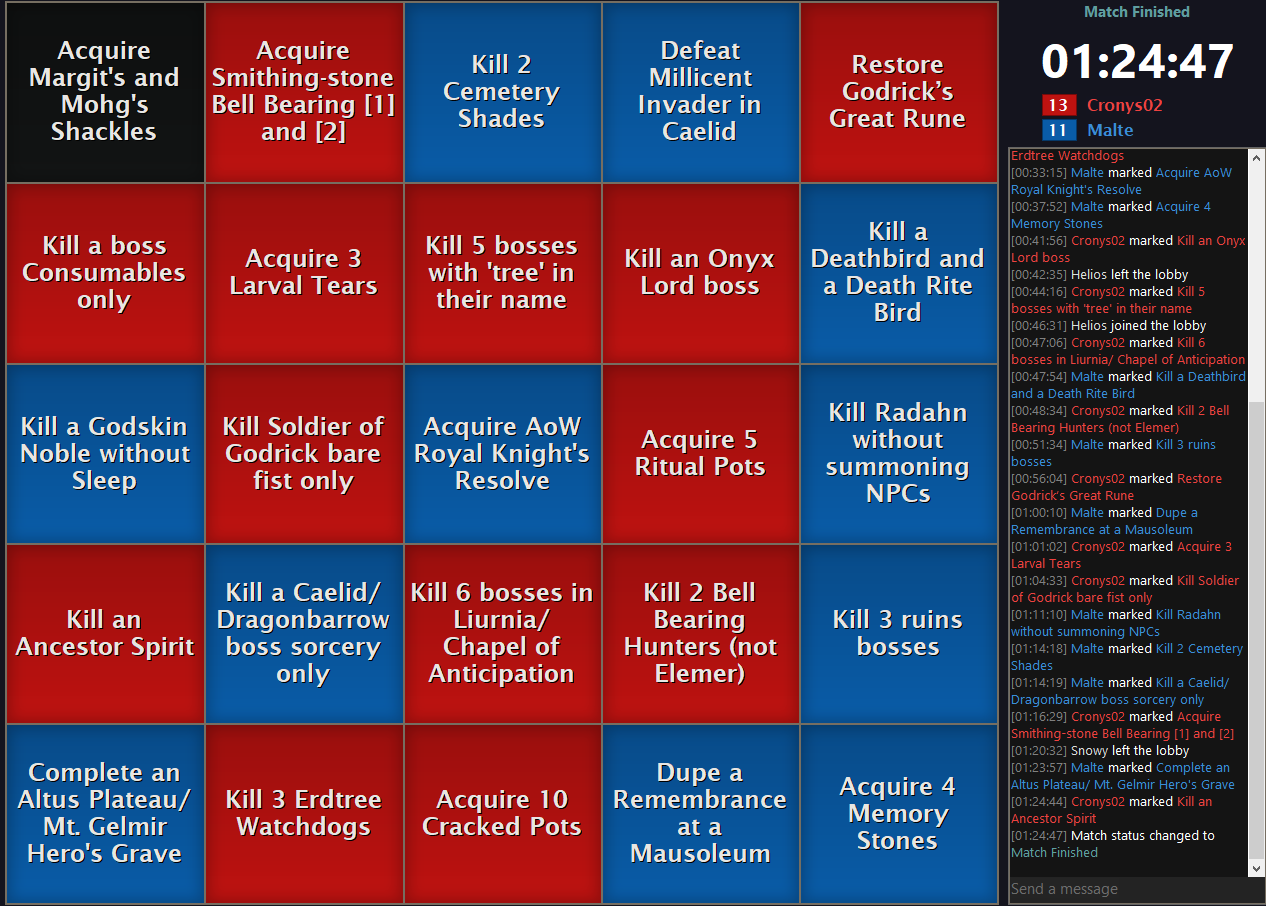 Acquire
Margit's and
Mohg's
Shackles
Acquire
Smithing-stone
Bell Bearing [1]
and [2]
Kill 2
Cemetery
Shades
Defeat
Millicent
Invader in
Caelid
Restore
Godrick’s
Great Rune
Kill a boss
Consumables
only
Acquire 3
Larval Tears
Kill 5 bosses
with 'tree' in
their name
Kill an Onyx
Lord boss
Kill a
Deathbird and
a Death Rite
Bird
Kill a Godskin
Noble without
Sleep
Kill Soldier of
Godrick bare
fist only
Acquire AoW
Royal Knight's
Resolve
Acquire 5
Ritual Pots
Kill Radahn
without
summoning
NPCs
Kill an
Ancestor Spirit
Kill a Caelid/
Dragonbarrow
boss sorcery
only
Kill 6 bosses in
Liurnia/
Chapel of
Anticipation
Kill 2 Bell
Bearing
Hunters (not
Elemer)
Kill 3 ruins
bosses
Complete an
Altus Plateau/
Mt. Gelmir
Hero's Grave
Kill 3 Erdtree
Watchdogs
Acquire 10
Cracked Pots
Dupe a
Remembrance
at a
Mausoleum
Acquire 4
Memory
Stones
Match Finished
01:24:47
13 Cronys02
11 Malte
Erdtree Watchdogs
[00:33:15] Malte marked Acquire AoW
Royal Knight's Resolve
[00:37:52] Malte marked Acquire 4
Memory Stones
[00:41:56] Cronys02 marked Kill an Onyx
Lord boss
[00:42:35] Helios left the lobby
[00:44:16] Cronys02 marked Kill 5
bosses with 'tree' in their name
[00:46:31] Helios joined the lobby
[00:47:06] Cronys02 marked Kill 6
bosses in Liurnia/ Chapel of Anticipation
[00:47:54] Malte marked Kill a Deathbird
and a Death Rite Bird
[00:48:34] Cronys02 marked Kill 2 Bell
Bearing Hunters (not Elemer)
[00:51:34] Malte marked Kill 3 ruins
bosses
[00:56:04] Cronys02 marked Restore
Godrick's Great Rune
[01:00:10] Malte marked Dupe a
Remembrance at a Mausoleum
[01:01:02] Cronys02 marked Acquire 3
Larval Tears
[01:04:33] Cronys02 marked Kill Soldier
of Godrick bare fist only
[01:11:10] Malte marked Kill Radahn
without summoning NPCs
[01:14:18] Malte marked Kill 2 Cemetery
Shades
[01:14:19] Malte marked Kill a Caelid/
Dragonbarrow boss sorcery only
[01:16:29] Cronys02 marked Acquire
Smithing-stone Bell Bearing [1] and [2]
[01:20:32] Snowy left the lobby
[01:23:57] Malte marked Complete an
Altus Plateau/ Mt. Gelmir Hero's Grave
[01:24:44] Cronys02 marked Kill an
Ancestor Spirit
[01:24:47] Match status changed to
Match Finished
Send a message